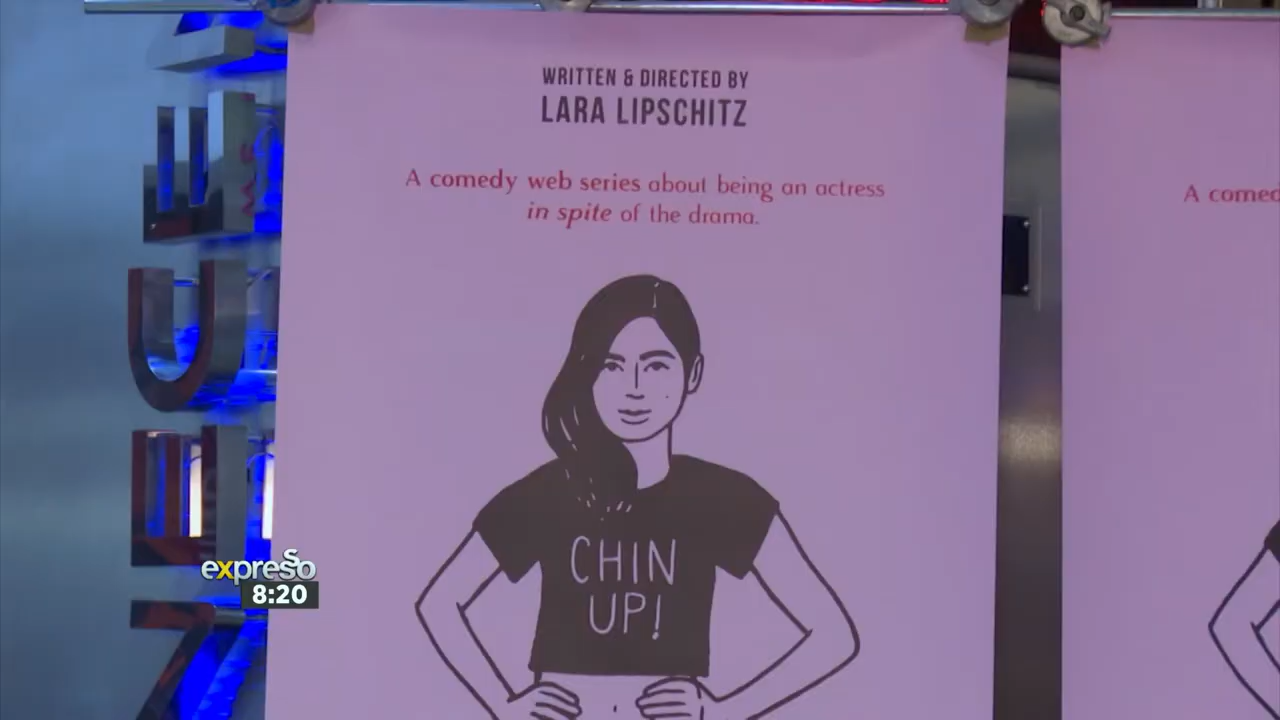 WRITTEN & DIRECTED BY
LARA LIPSCHITZ
A comedy web series about being an actress
in spite of the drama.
CHIN
UP!
A comed
expresso
8:20